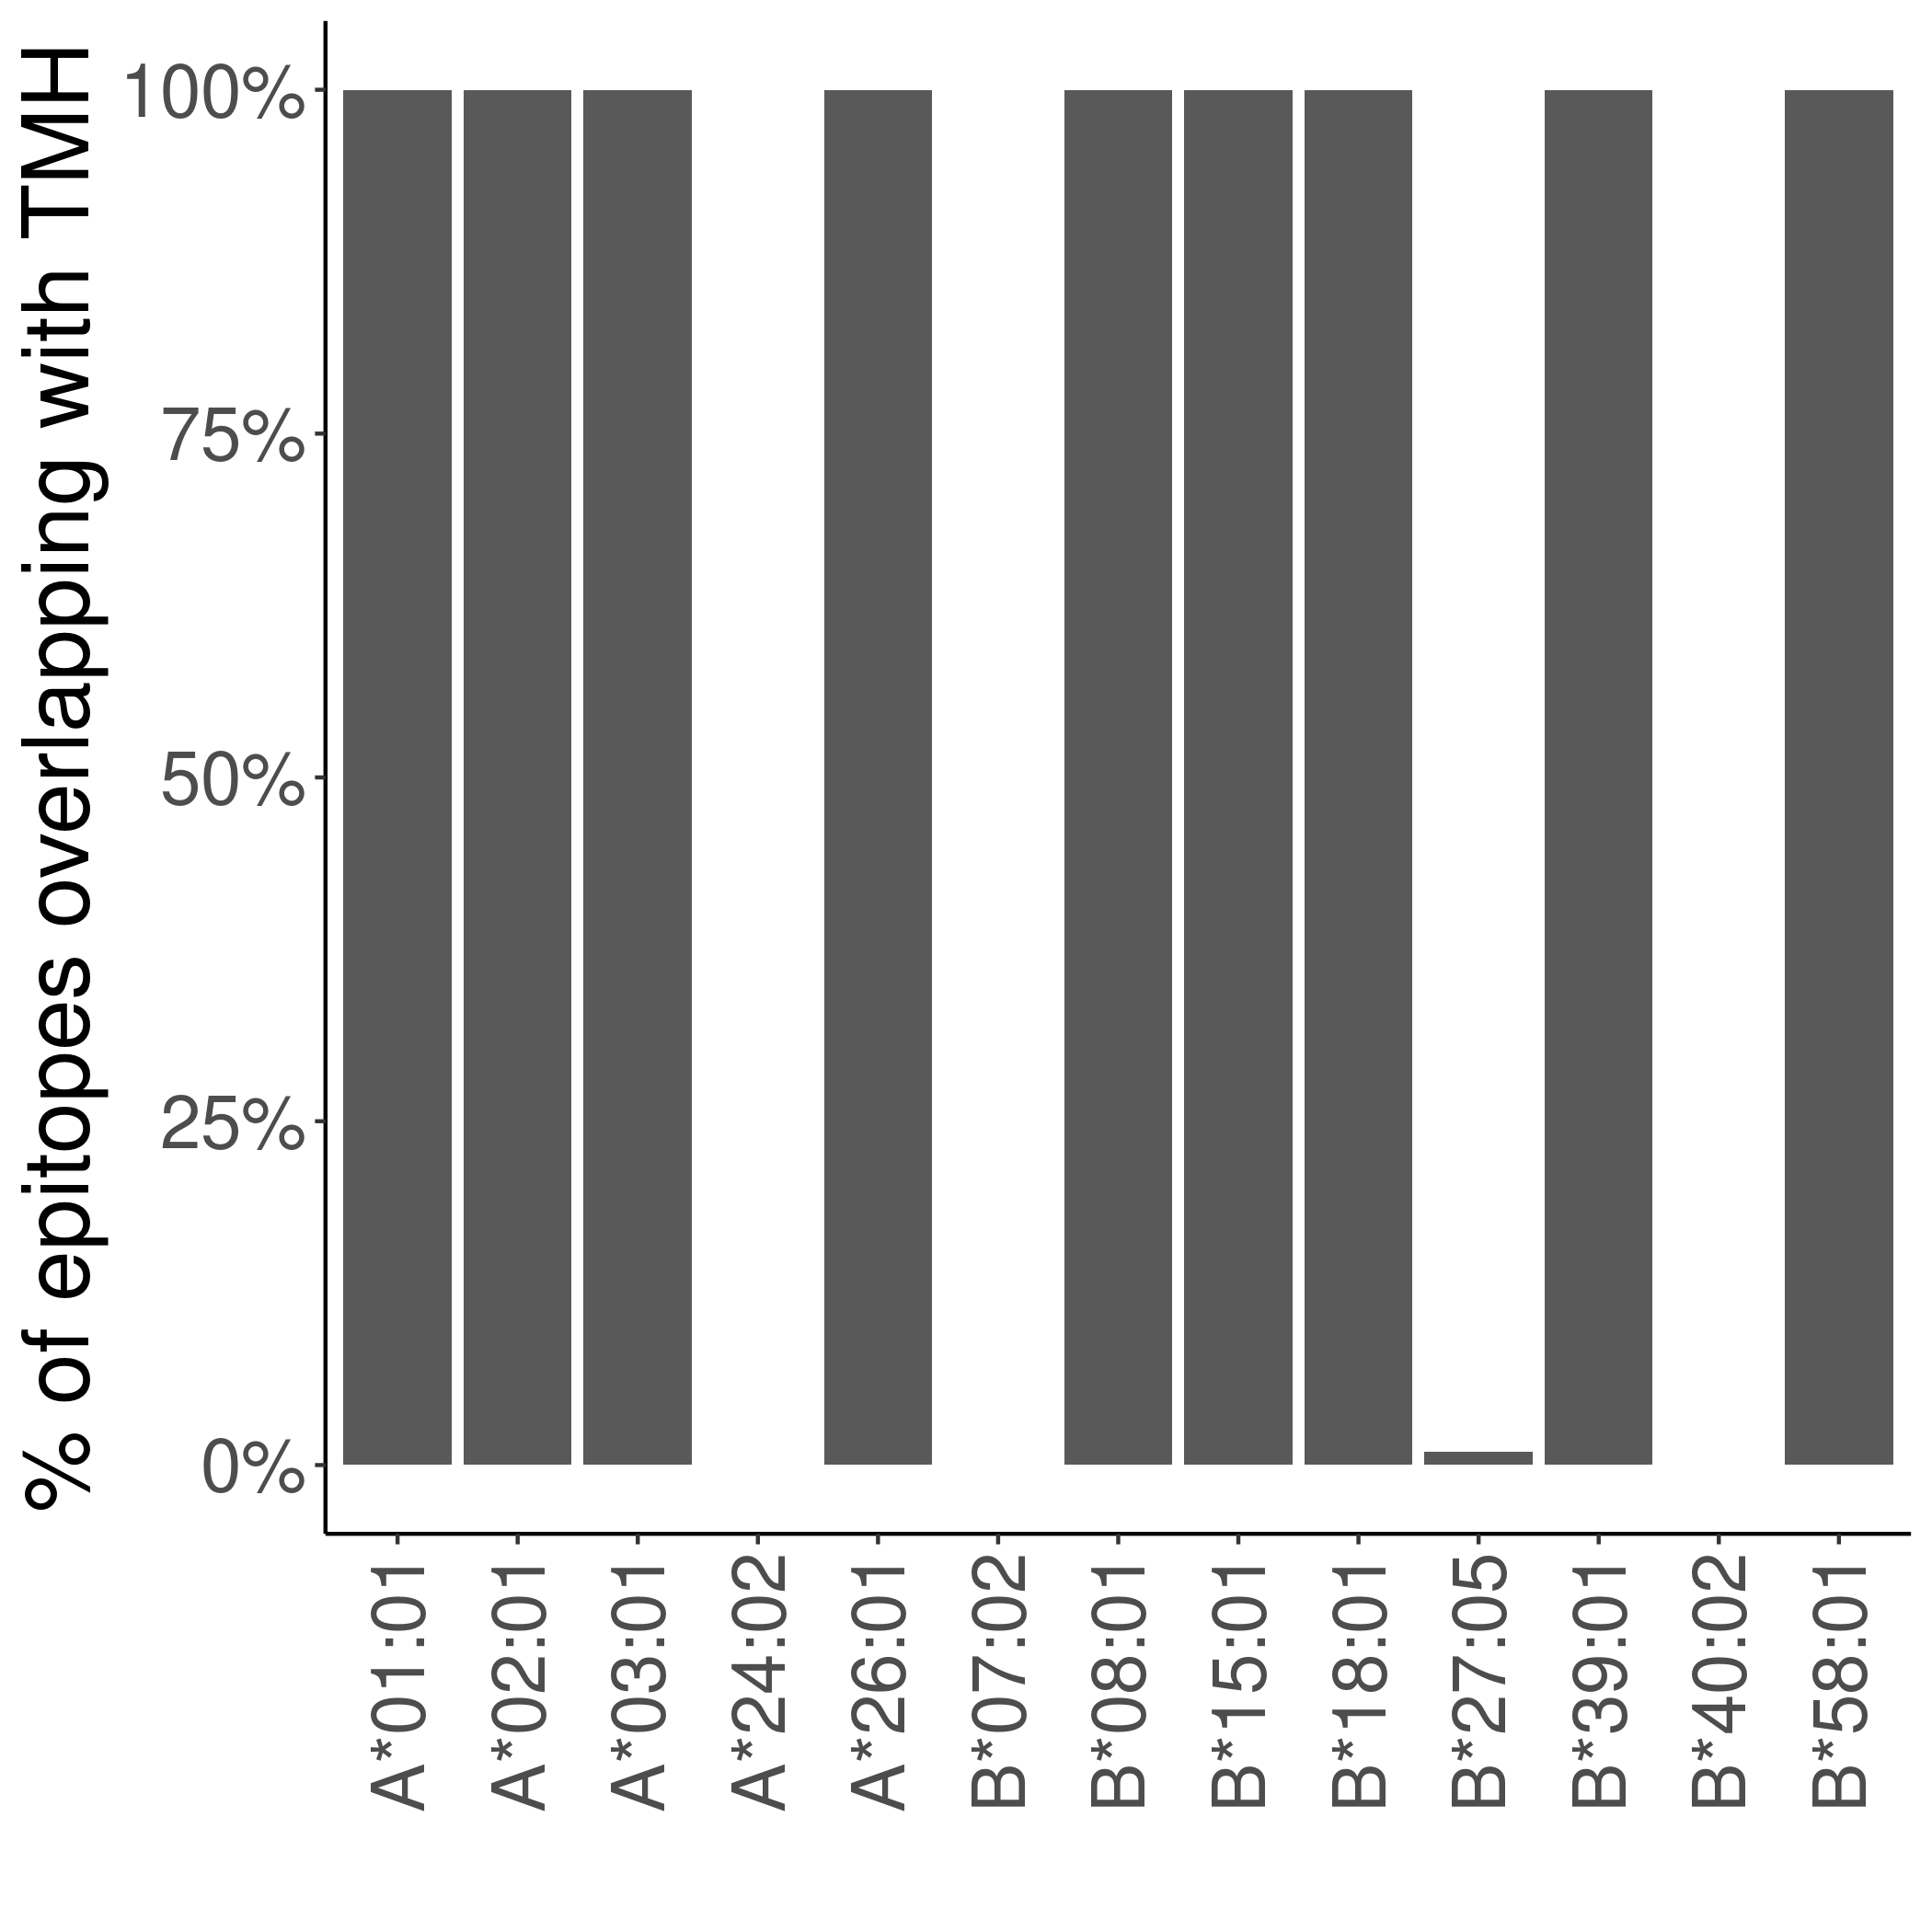 % of epitopes overlapping with TMH
100%
75%
50%
25%
0%
A*01:01
A*02:01
A*03:01
A*24:02
A*26:01
B*07:02
B*08:01
B*15:01
B*18:01
B*27:05
B*39:01
B*40:02
B*58:01